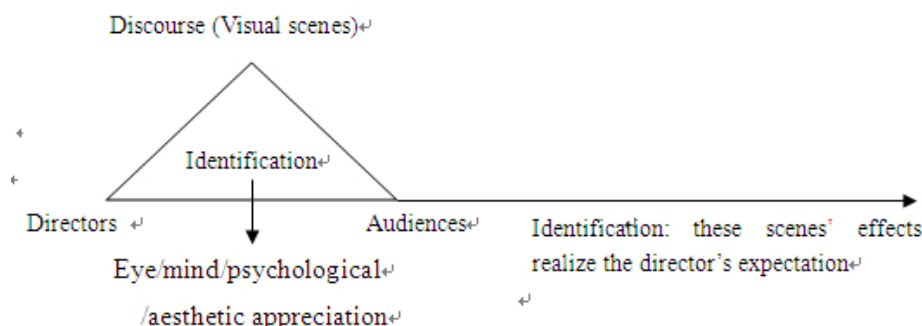 Discourse (Visual scenes)
Identification
Directors
Audiences
Eye/mind/psychological
/aesthetic appreciation
Identification: these scenes' effects
realize the director's expectation